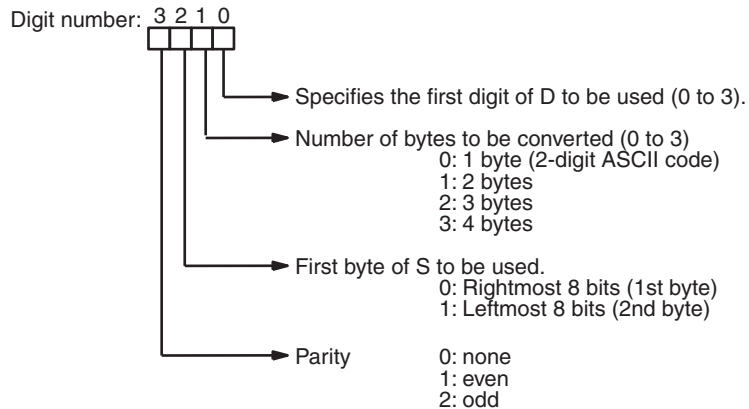 Digit number: 3 2 1 0
Specifies the first digit of D to be used (0 to 3).
Number of bytes to be converted (0 to 3)
0: 1 byte (2-digit ASCII code)
1: 2 bytes
2: 3 bytes
3: 4 bytes
First byte of S to be used.
0: Rightmost 8 bits (1st byte)
1: Leftmost 8 bits (2nd byte)
Parity 0: none
1: even
2: odd